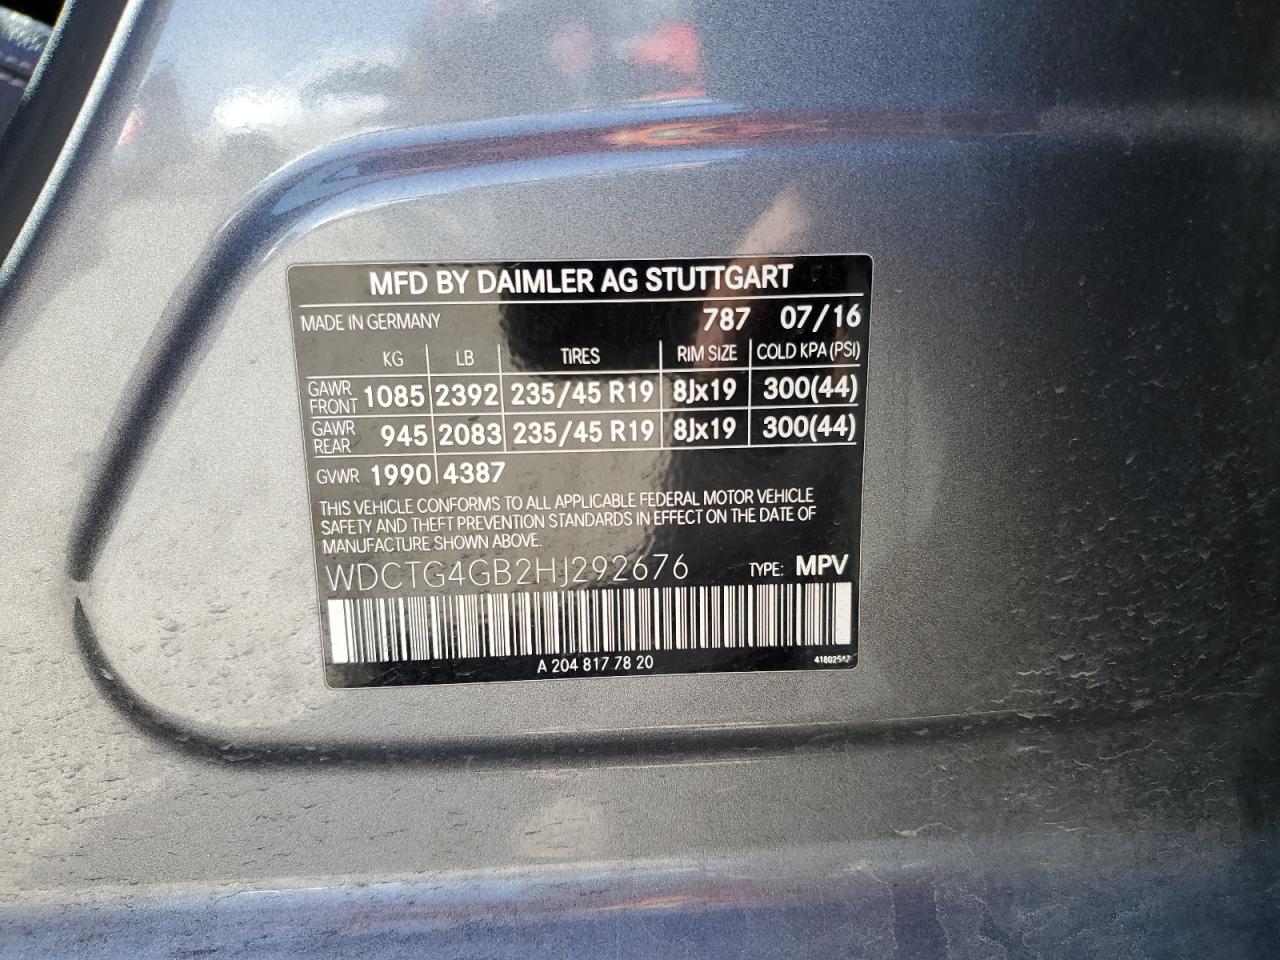 MFD BY DAIMLER AG STUTTGART
MADE IN GERMANY 787 07/16
KG LB TIRES RIM SIZE COLD KPA (PSI)
GAWR FRONT 1085 2392 235/45 R19 8Jx19 300(44)
GAWR REAR 945 2083 235/45 R19 8Jx19 300(44)
GVWR 1990 4387
THIS VEHICLE CONFORMS TO ALL APPLICABLE FEDERAL MOTOR VEHICLE
SAFETY AND THEFT PREVENTION STANDARDS IN EFFECT ON THE DATE OF
MANUFACTURE SHOWN ABOVE.
WDCTG4GB2HJ292676 TYPE: MPV
A 204 817 78 20